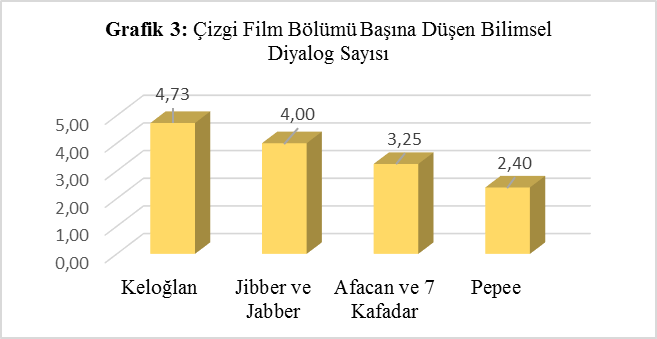 Grafik 3: Çizgi Film Bölümü Başına Düşen Bilimsel
Diyalog Sayısı
4,73
4,00
3,25
2,40
5,00
4,00
3,00
2,00
1,00
0,00
Keloğlan
Jibber ve
Jabber
Afacan ve 7
Kafadar
Pepee